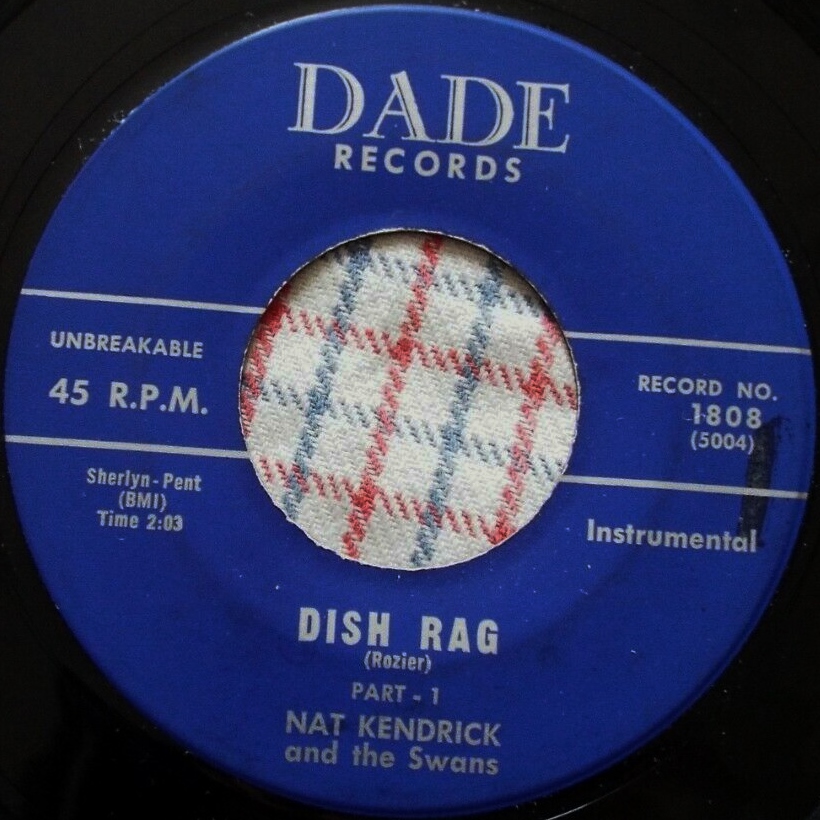 DADE
RECORDS
UNBREAKABLE
45 R.P.M.
Sherlyn-Pent
(BMI)
Time 2:03
RECORD NO.
1808
(5004)
Instrumental
DISH RAG
(Rozier)
PART - 1
NAT KENDRICK
and the Swans